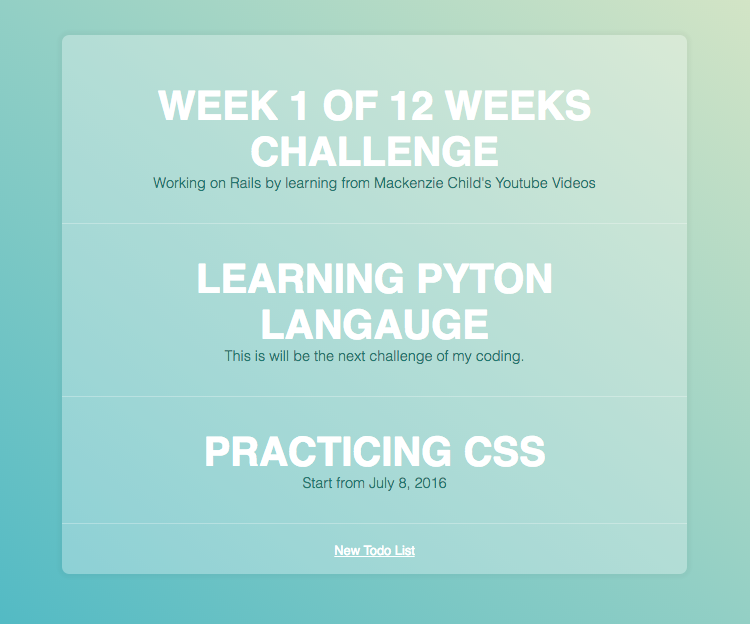 WEEK 1 OF 12 WEEKS
CHALLENGE
Working on Rails by learning from Mackenzie Child's Youtube Videos
LEARNING PYTON
LANGAUGE
This is will be the next challenge of my coding.
PRACTICING CSS
Start from July 8, 2016
New Todo List